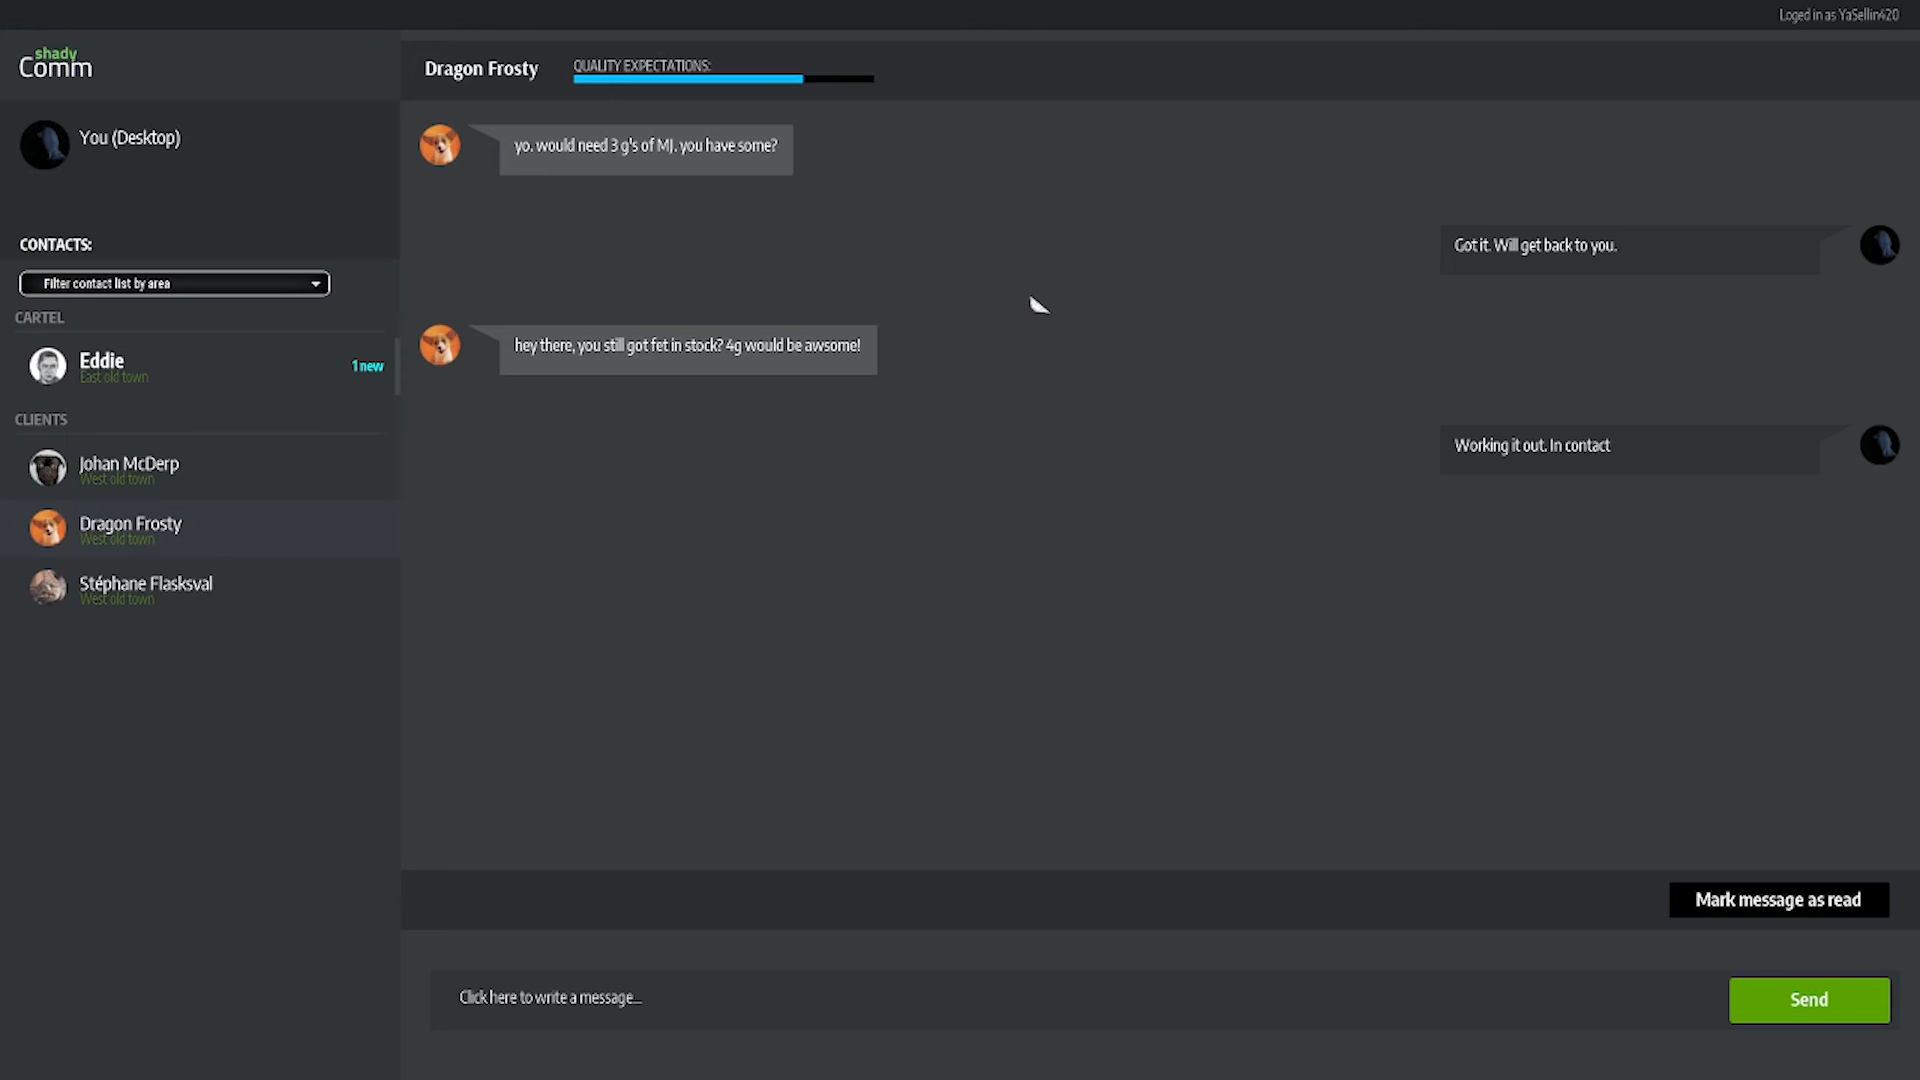 Loged in as YaSellin420
shady
Comm
Dragon Frosty
QUALITY EXPECTATIONS:
You (Desktop)
yo. would need 3 g's of MJ. you have some?
CONTACTS:
Got it. Will get back to you.
Filter contact list by area
CARTEL
Eddie
East old town
1 new
hey there, you still got fet in stock? 4g would be awsome!
CLIENTS
Johan McDerp
West old town
Working it out. In contact
Dragon Frosty
West old town
Stéphane Flasksval
West old town
Mark message as read
Click here to write a message...
Send